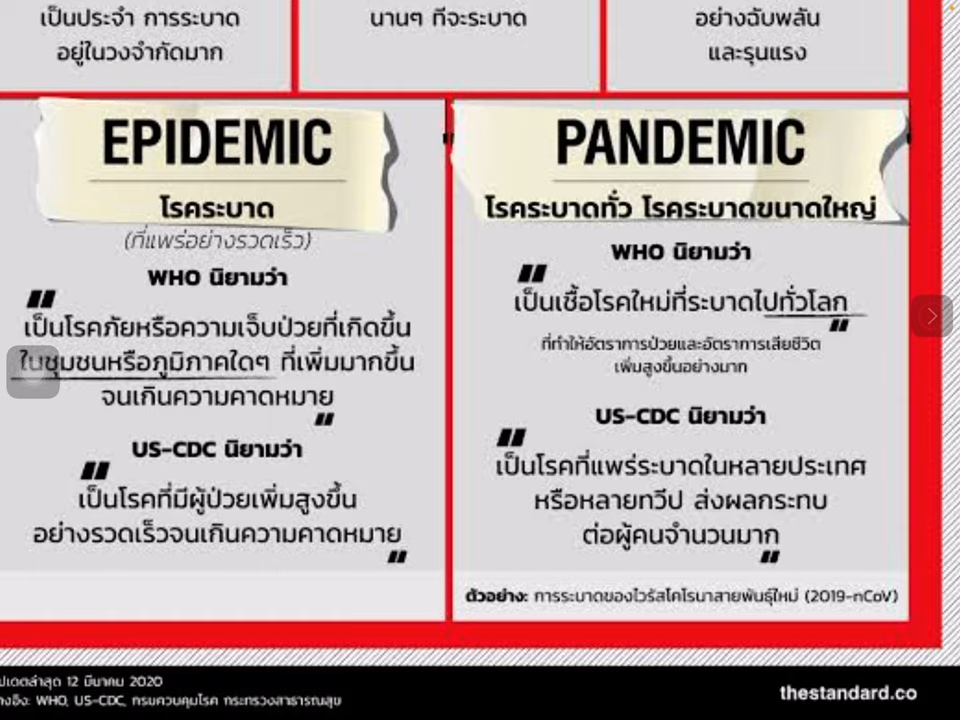 เป็นประจำ การระบาด
อยู่ในวงจำกัดมาก
นานๆ ทีจะระบาด
อย่างฉับพลัน
และรุนแรง
EPIDEMIC
โรคระบาด
(ที่แพร่อย่างรวดเร็ว)
WHO นิยามว่า
"เป็นโรคภัยหรือความเจ็บป่วยที่เกิดขึ้น
ในชุมชนหรือภูมิภาคใดๆ ที่เพิ่มมากขึ้น
จนเกินความคาดหมาย"
US-CDC นิยามว่า
"เป็นโรคที่มีผู้ป่วยเพิ่มสูงขึ้น
อย่างรวดเร็วจนเกินความคาดหมาย"
PANDEMIC
โรคระบาดทั่ว โรคระบาดขนาดใหญ่
WHO นิยามว่า
"เป็นเชื้อโรคใหม่ที่ระบาดไปทั่วโลก"
ที่ทำให้อัตราการป่วยและอัตราการเสียชีวิต
เพิ่มสูงขึ้นอย่างมาก
US-CDC นิยามว่า
"เป็นโรคที่แพร่ระบาดในหลายประเทศ
หรือหลายทวีป ส่งผลกระทบ
ต่อผู้คนจำนวนมาก"
ตัวอย่าง: การระบาดของไวรัสโคโรนาสายพันธุ์ใหม่ (2019-nCoV)
ปเดตล่าสุด 12 มีนาคม 2020
างอิง: WHO, US-CDC, กรมควบคุมโรค กระทรวงสาธารณสุข
thestandard.co